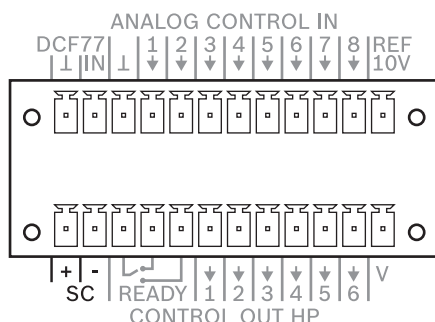 ANALOG CONTROL IN
DCF77 1 2 3 4 5 6 7 8 REF
⊥ IN ⊥ ↓ ↓ ↓ ↓ ↓ ↓ ↓ ↓ 10V
+ - ↓ ↓ ↓ ↓ ↓ ↓ V
SC READY 1 2 3 4 5 6
CONTROL OUT HP